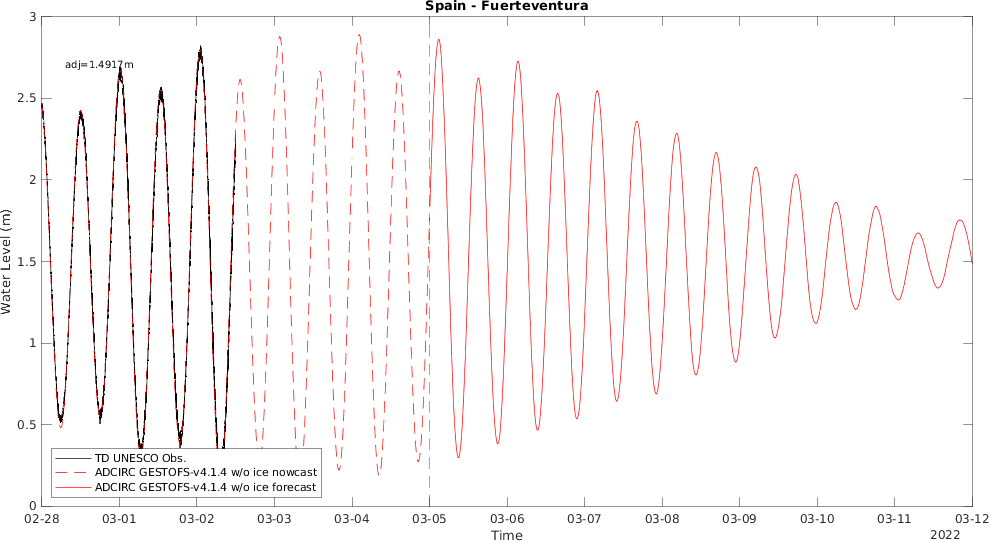 Spain - Fuerteventura
3
adj=1.4917m
2.5
2
Water Level (m)
1.5
1
0.5
TD UNESCO Obs.
ADCIRC GESTOFS-v4.1.4 w/o ice nowcast
ADCIRC GESTOFS-v4.1.4 w/o ice forecast
0
02-28 03-01 03-02 03-03 03-04 03-05 03-06 03-07 03-08 03-09 03-10 03-11 03-12
Time
2022